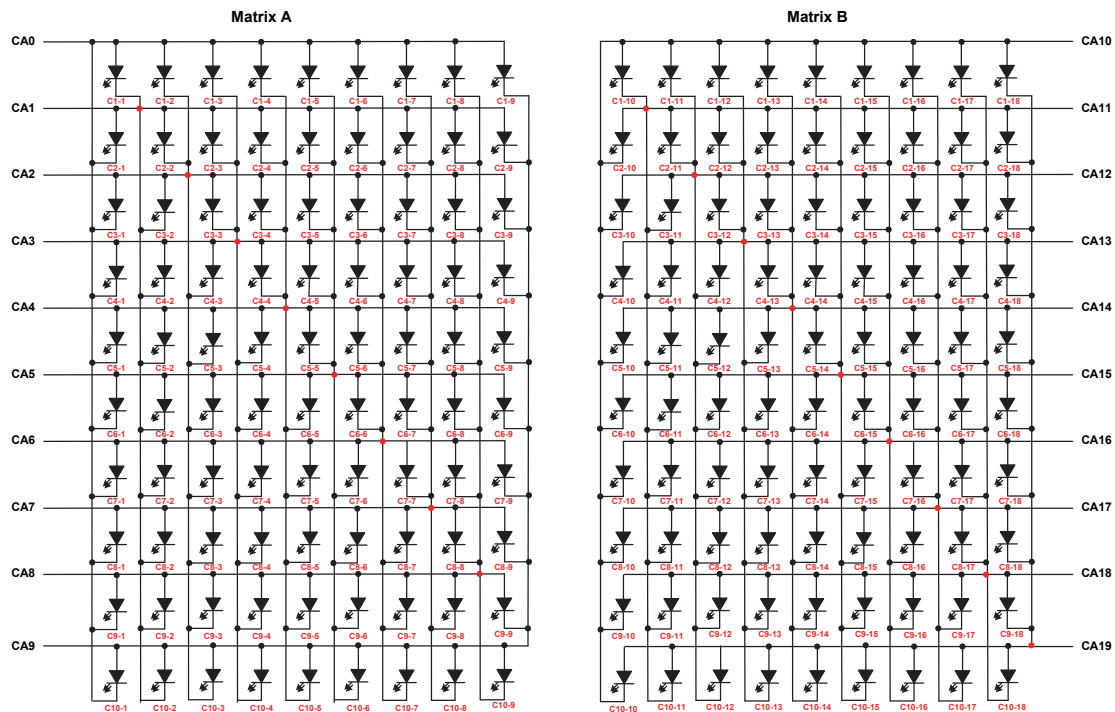 Matrix A Matrix B
CA0 CA10
C1-1 C1-2 C1-3 C1-4 C1-5 C1-6 C1-7 C1-8 C1-9 C1-10 C1-11 C1-12 C1-13 C1-14 C1-15 C1-16 C1-17 C1-18
CA1 CA11
C2-1 C2-2 C2-3 C2-4 C2-5 C2-6 C2-7 C2-8 C2-9 C2-10 C2-11 C2-12 C2-13 C2-14 C2-15 C2-16 C2-17 C2-18
CA2 CA12
C3-1 C3-2 C3-3 C3-4 C3-5 C3-6 C3-7 C3-8 C3-9 C3-10 C3-11 C3-12 C3-13 C3-14 C3-15 C3-16 C3-17 C3-18
CA3 CA13
C4-1 C4-2 C4-3 C4-4 C4-5 C4-6 C4-7 C4-8 C4-9 C4-10 C4-11 C4-12 C4-13 C4-14 C4-15 C4-16 C4-17 C4-18
CA4 CA14
C5-1 C5-2 C5-3 C5-4 C5-5 C5-6 C5-7 C5-8 C5-9 C5-10 C5-11 C5-12 C5-13 C5-14 C5-15 C5-16 C5-17 C5-18
CA5 CA15
C6-1 C6-2 C6-3 C6-4 C6-5 C6-6 C6-7 C6-8 C6-9 C6-10 C6-11 C6-12 C6-13 C6-14 C6-15 C6-16 C6-17 C6-18
CA6 CA16
C7-1 C7-2 C7-3 C7-4 C7-5 C7-6 C7-7 C7-8 C7-9 C7-10 C7-11 C7-12 C7-13 C7-14 C7-15 C7-16 C7-17 C7-18
CA7 CA17
C8-1 C8-2 C8-3 C8-4 C8-5 C8-6 C8-7 C8-8 C8-9 C8-10 C8-11 C8-12 C8-13 C8-14 C8-15 C8-16 C8-17 C8-18
CA8 CA18
C9-1 C9-2 C9-3 C9-4 C9-5 C9-6 C9-7 C9-8 C9-9 C9-10 C9-11 C9-12 C9-13 C9-14 C9-15 C9-16 C9-17 C9-18
CA9 CA19
C10-1 C10-2 C10-3 C10-4 C10-5 C10-6 C10-7 C10-8 C10-9 C10-10 C10-11 C10-12 C10-13 C10-14 C10-15 C10-16 C10-17 C10-18